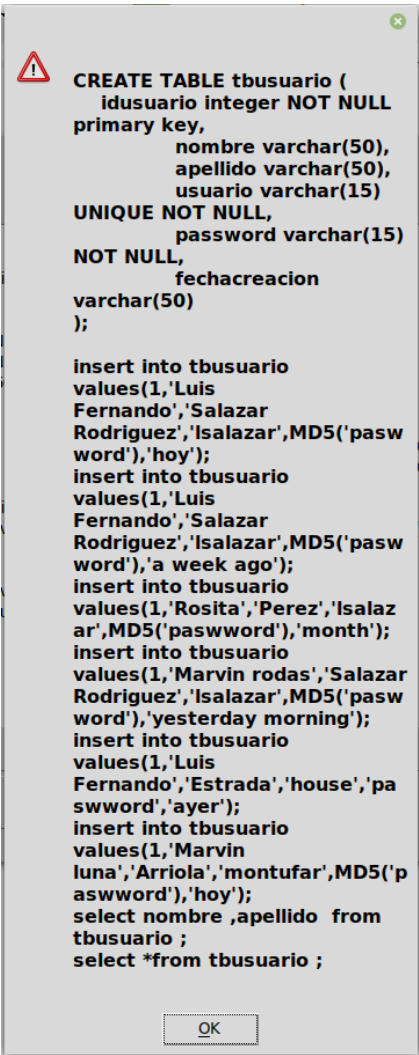 CREATE TABLE tbusuario (
idusuario integer NOT NULL
primary key,
nombre varchar(50),
apellido varchar(50),
usuario varchar(15)
UNIQUE NOT NULL,
password varchar(15)
NOT NULL,
fechacreacion
varchar(50)
);
insert into tbusuario
values(1,'Luis
Fernando','Salazar
Rodriguez','lsalazar',MD5('pasw
word'),'hoy');
insert into tbusuario
values(1,'Luis
Fernando','Salazar
Rodriguez','lsalazar',MD5('pasw
word'),'a week ago');
insert into tbusuario
values(1,'Rosita','Perez','lsalaz
ar',MD5('paswword'),'month');
insert into tbusuario
values(1,'Marvin rodas','Salazar
Rodriguez','lsalazar',MD5('pasw
word'),'yesterday morning');
insert into tbusuario
values(1,'Luis
Fernando','Estrada','house','pa
swword','ayer');
insert into tbusuario
values(1,'Marvin
luna','Arriola','montufar',MD5('p
aswword'),'hoy');
select nombre ,apellido  from
tbusuario ;
select *from tbusuario ;
OK